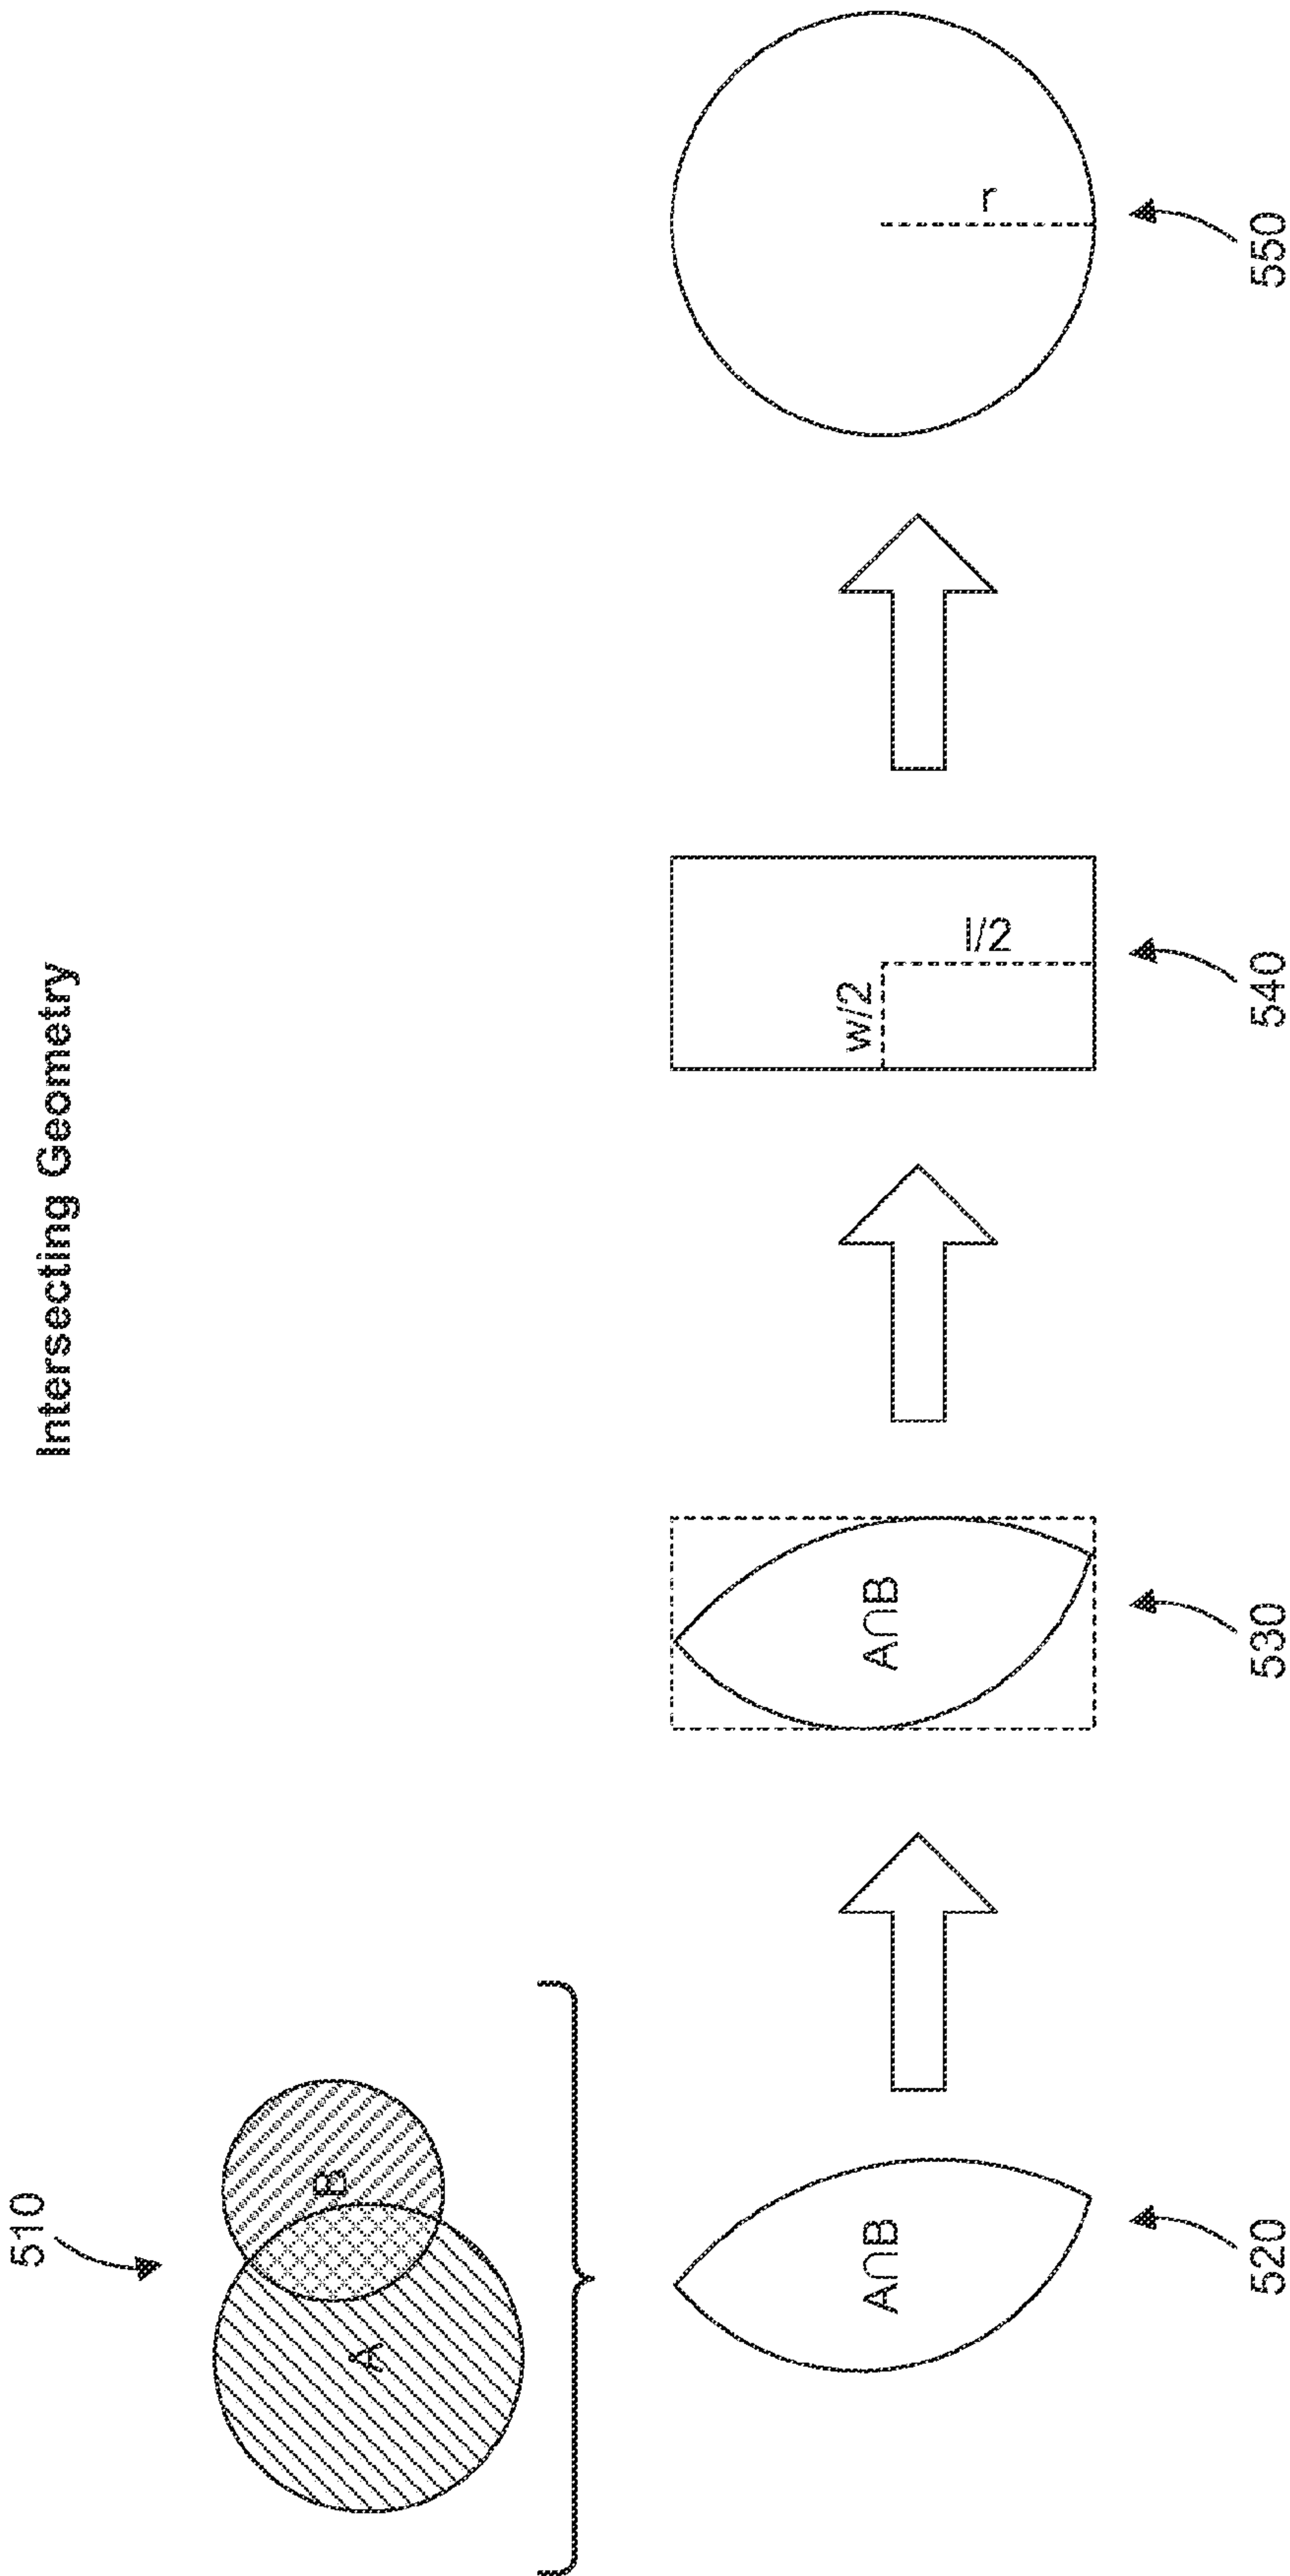 Intersecting Geometry
510
A
B
A∩B
520
A∩B
530
w/2
l/2
540
r
550